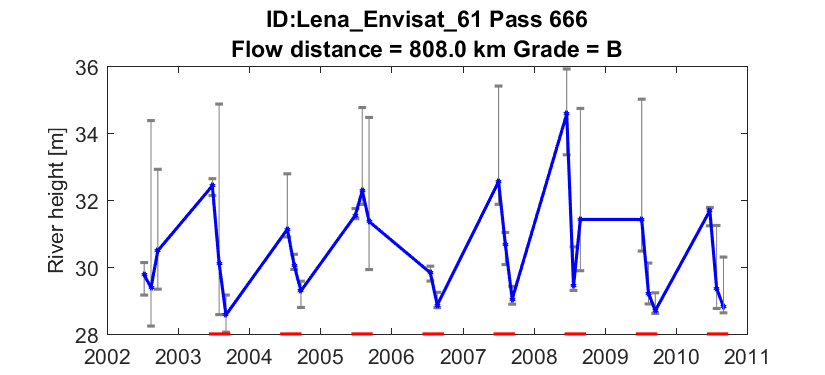 ID:Lena_Envisat_61 Pass 666
Flow distance = 808.0 km Grade = B
River height [m]
36
34
32
30
28
2002 2003 2004 2005 2006 2007 2008 2009 2010 2011